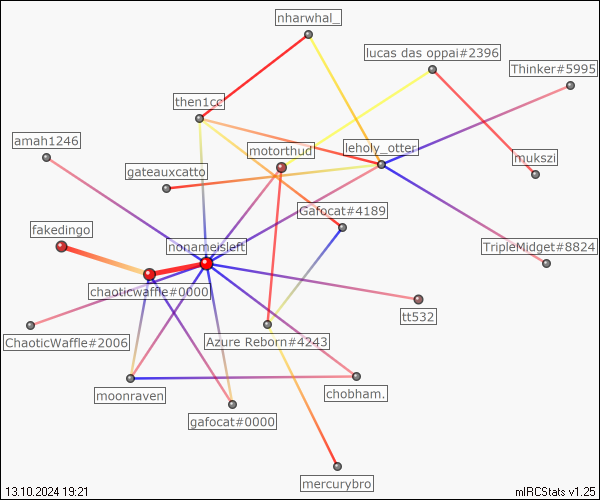 nharwhal_
lucas das oppai#2396
Thinker#5995
then1cc
amah1246
motorthud
leholy_otter
gateauxcatto
mukszi
Gafocat#4189
fakedingo
nonameisleft
TripleMidget#8824
chaoticwaffle#0000
tt532
ChaoticWaffle#2006
Azure Reborn#4243
moonraven
chobham.
gafocat#0000
mercurybro
13.10.2024 19:21
mIRCStats v1.25